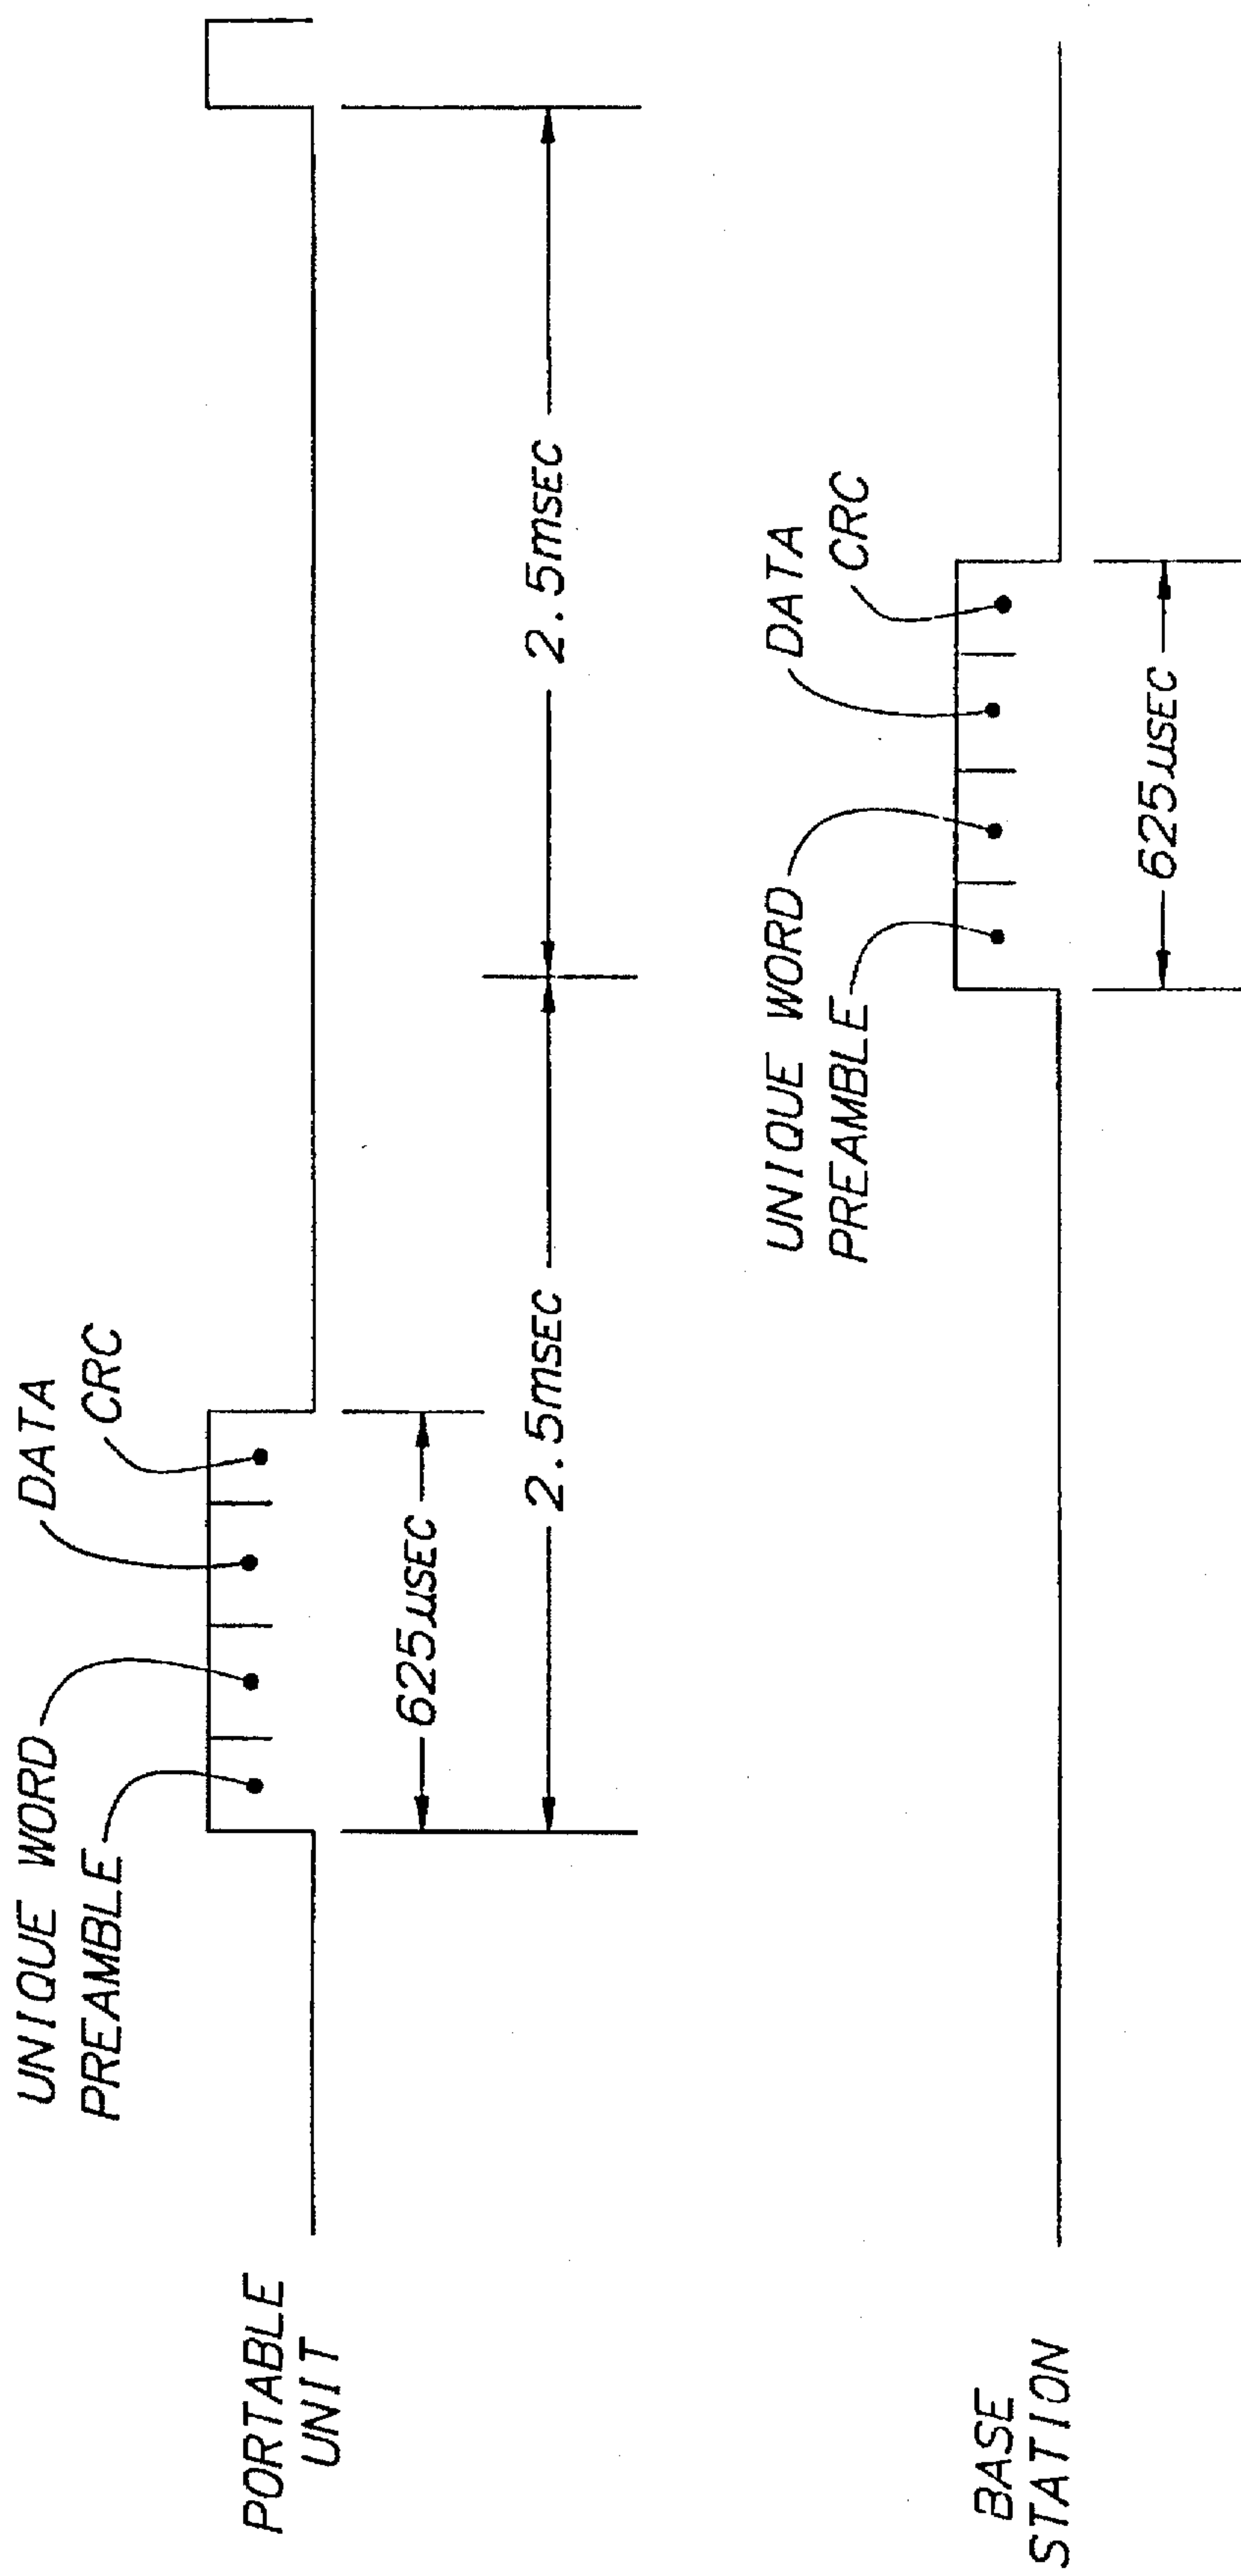 UNIQUE WORD
PREAMBLE
DATA
CRC
PORTABLE
UNIT
625µSEC
2.5mSEC
2.5mSEC
UNIQUE WORD
PREAMBLE
DATA
CRC
BASE
STATION
625µSEC